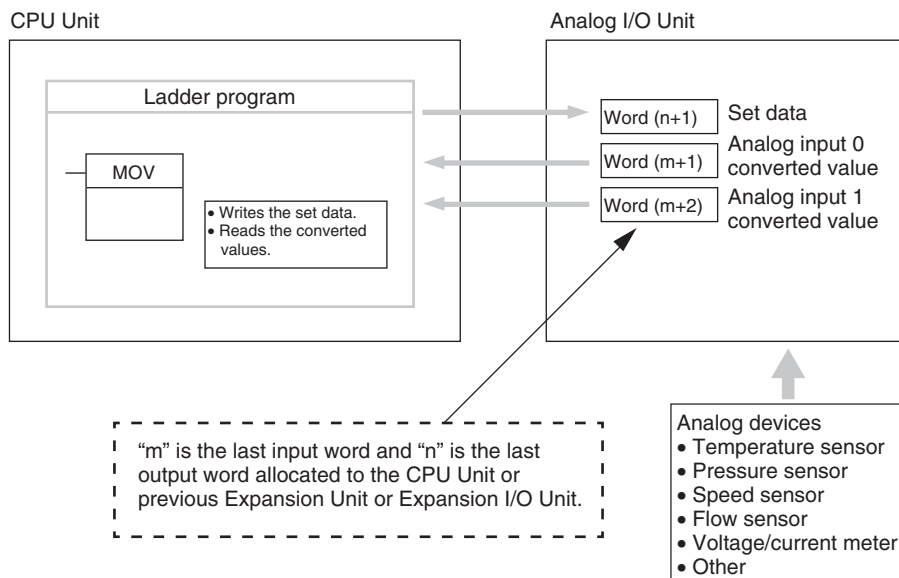 CPU Unit
Analog I/O Unit
Ladder program
MOV
• Writes the set data.
• Reads the converted
values.
Word (n+1)
Set data
Word (m+1)
Analog input 0
converted value
Word (m+2)
Analog input 1
converted value
“m” is the last input word and “n” is the last
output word allocated to the CPU Unit or
previous Expansion Unit or Expansion I/O Unit.
Analog devices
• Temperature sensor
• Pressure sensor
• Speed sensor
• Flow sensor
• Voltage/current meter
• Other